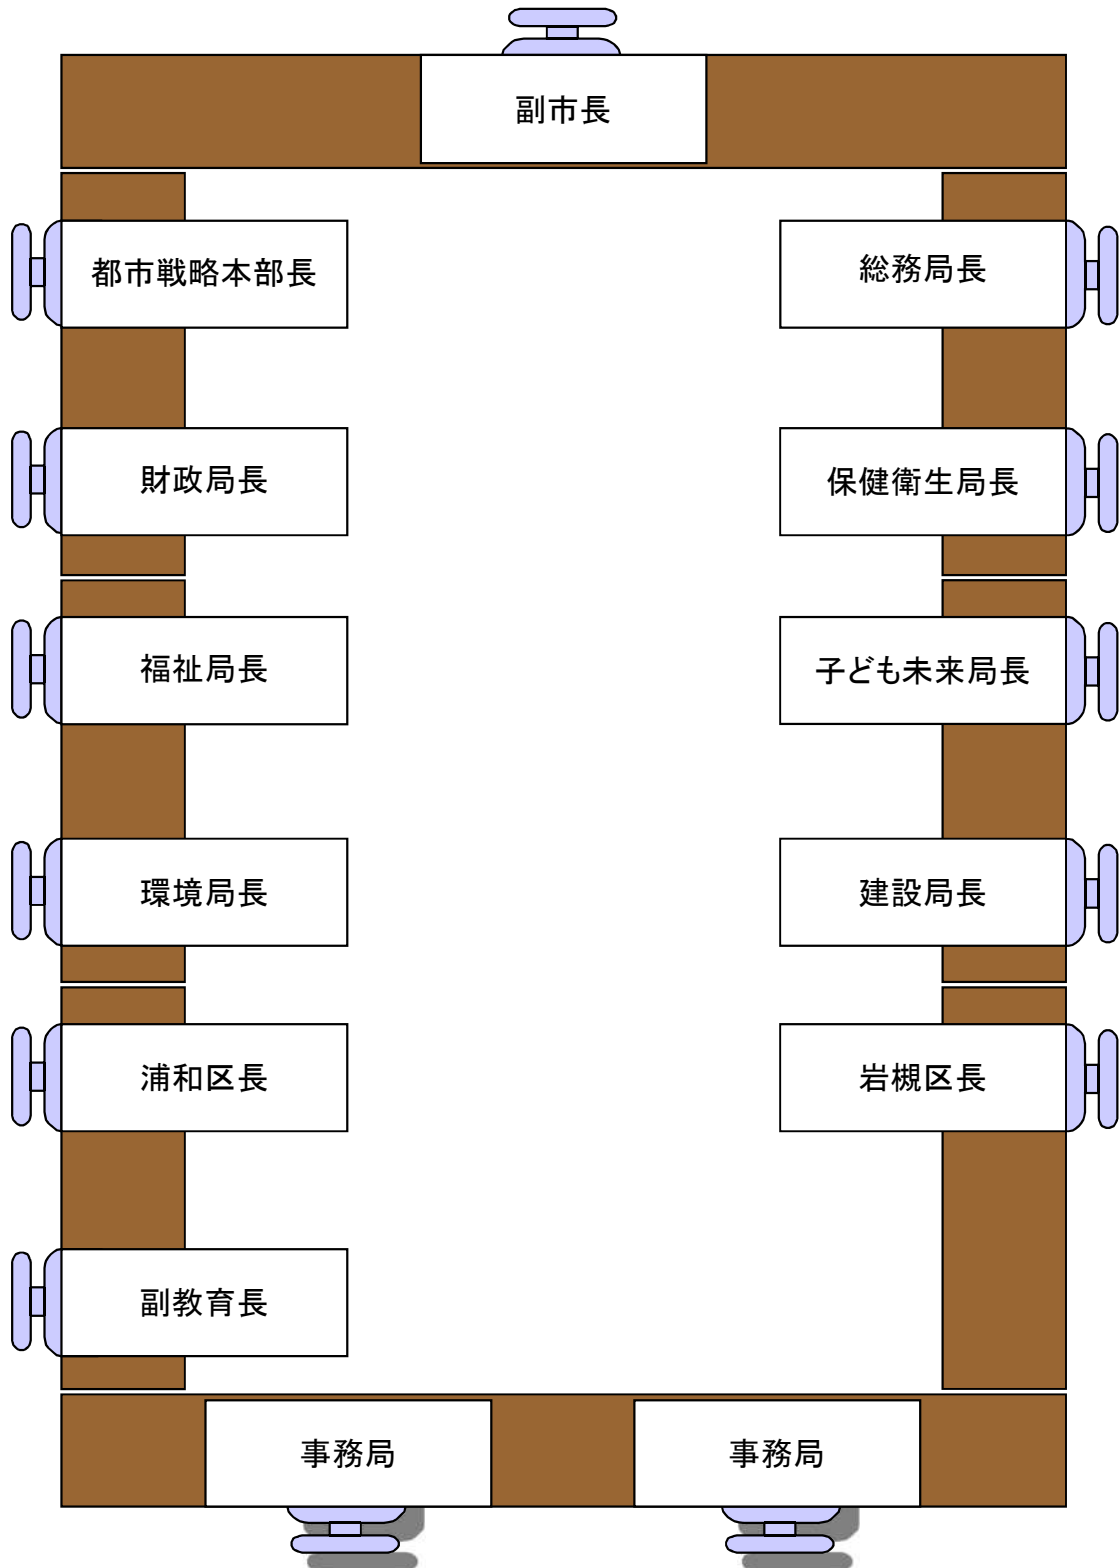 副市長
都市戦略本部長
総務局長
財政局長
保健衛生局長
福祉局長
子ども未来局長
環境局長
建設局長
浦和区長
岩槻区長
副教育長
事務局
事務局